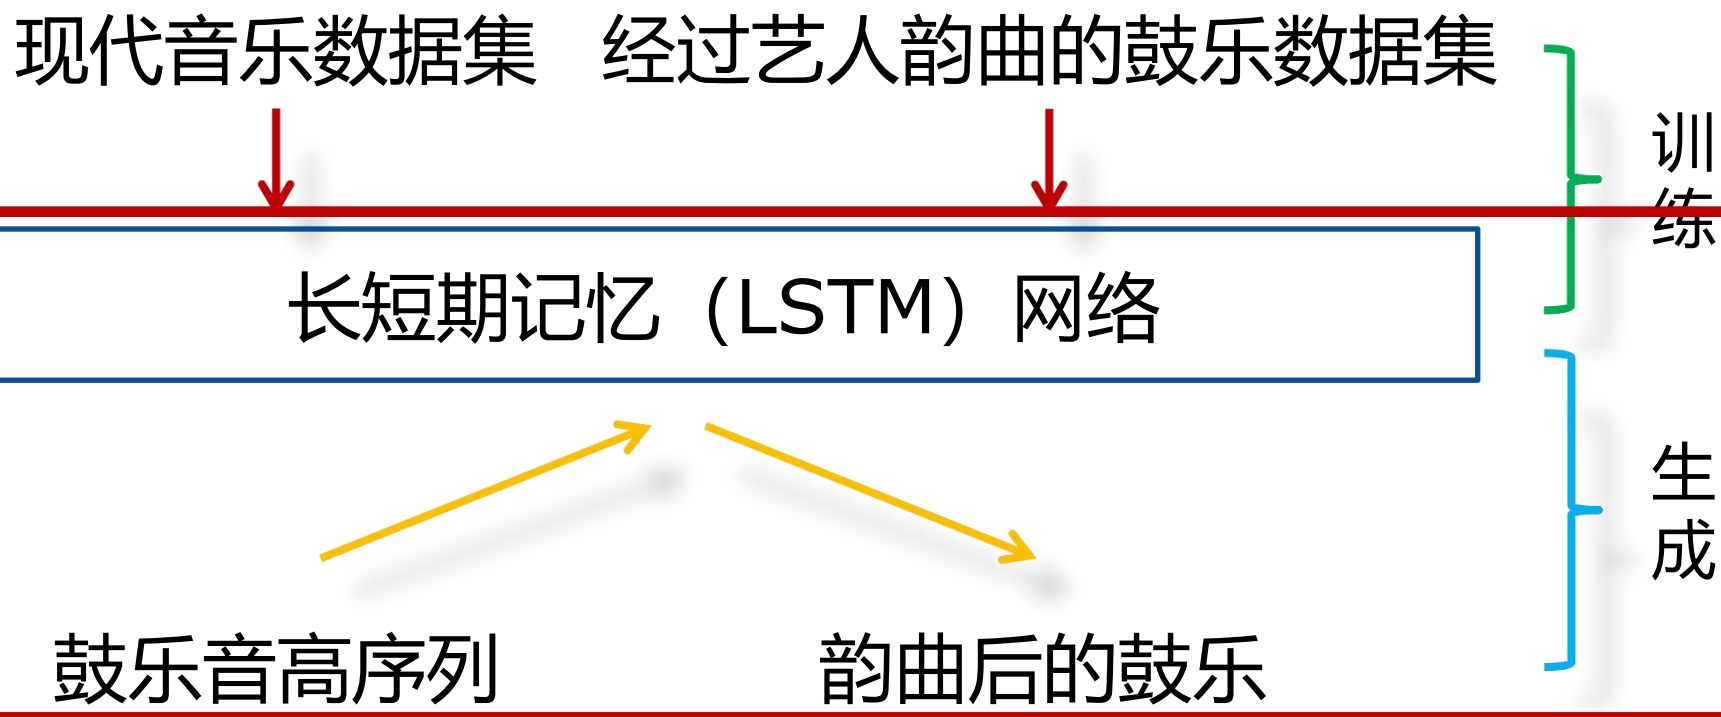 现代音乐数据集
经过艺人韵曲的鼓乐数据集
训
练
长短期记忆（LSTM）网络
生
成
鼓乐音高序列
韵曲后的鼓乐